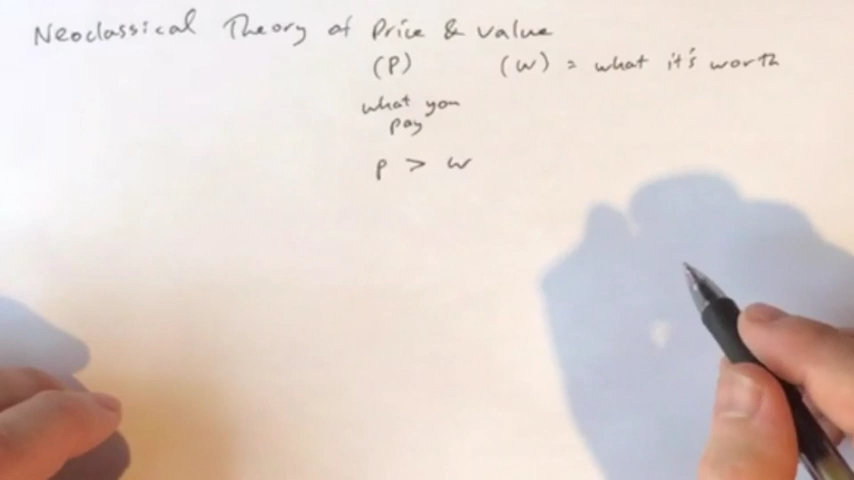 Neoclassical Theory of Price & value
(P) (w) = what it's worth
what you
pay
P > w